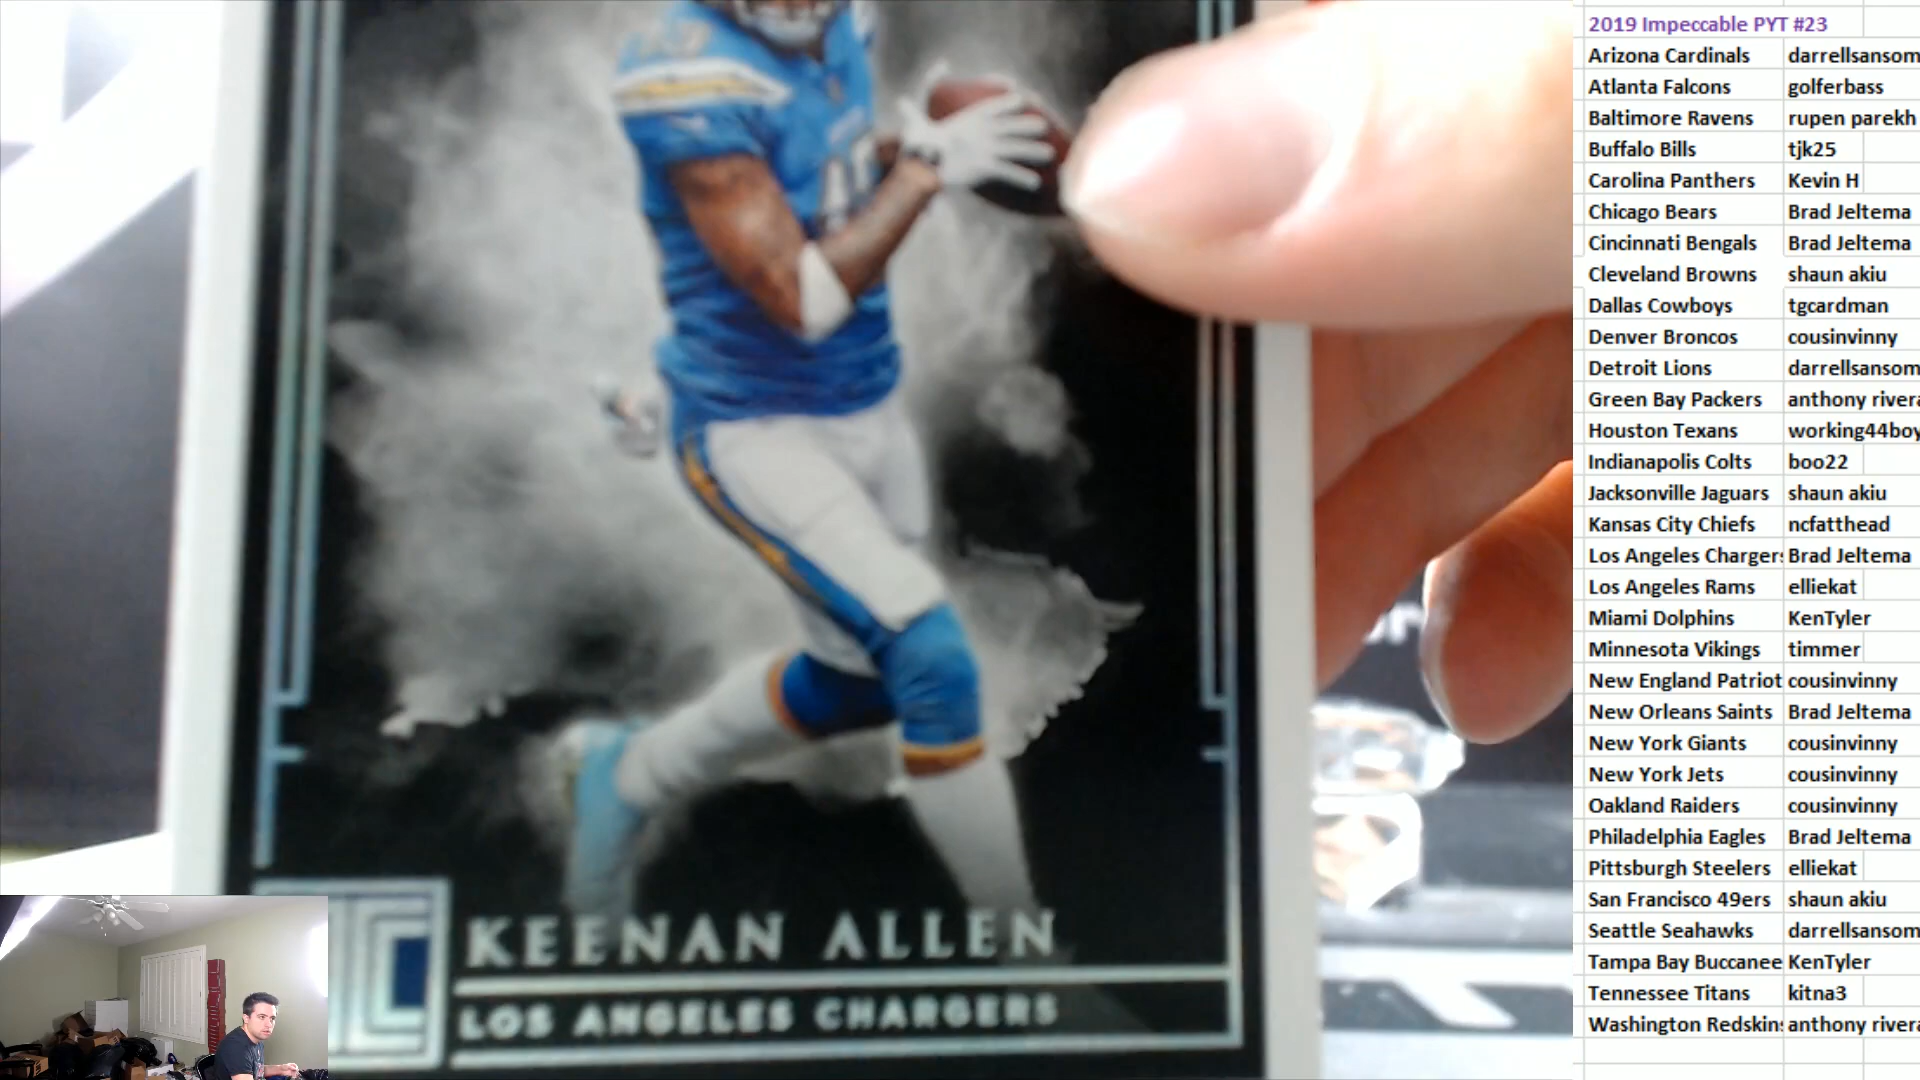 KEENAN ALLEN
LOS ANGELES CHARGERS
2019 Impeccable PYT #23
Arizona Cardinals darrellsansom
Atlanta Falcons golferbass
Baltimore Ravens rupen parekh
Buffalo Bills tjk25
Carolina Panthers Kevin H
Chicago Bears Brad Jeltema
Cincinnati Bengals Brad Jeltema
Cleveland Browns shaun akiu
Dallas Cowboys tgcardman
Denver Broncos cousinvinny
Detroit Lions darrellsansom
Green Bay Packers anthony rivera
Houston Texans working44boy
Indianapolis Colts boo22
Jacksonville Jaguars shaun akiu
Kansas City Chiefs ncfatthead
Los Angeles Chargers Brad Jeltema
Los Angeles Rams elliekat
Miami Dolphins KenTyler
Minnesota Vikings timmer
New England Patriot cousinvinny
New Orleans Saints Brad Jeltema
New York Giants cousinvinny
New York Jets cousinvinny
Oakland Raiders cousinvinny
Philadelphia Eagles Brad Jeltema
Pittsburgh Steelers elliekat
San Francisco 49ers shaun akiu
Seattle Seahawks darrellsansom
Tampa Bay Buccanee KenTyler
Tennessee Titans kitna3
Washington Redskins anthony rivera